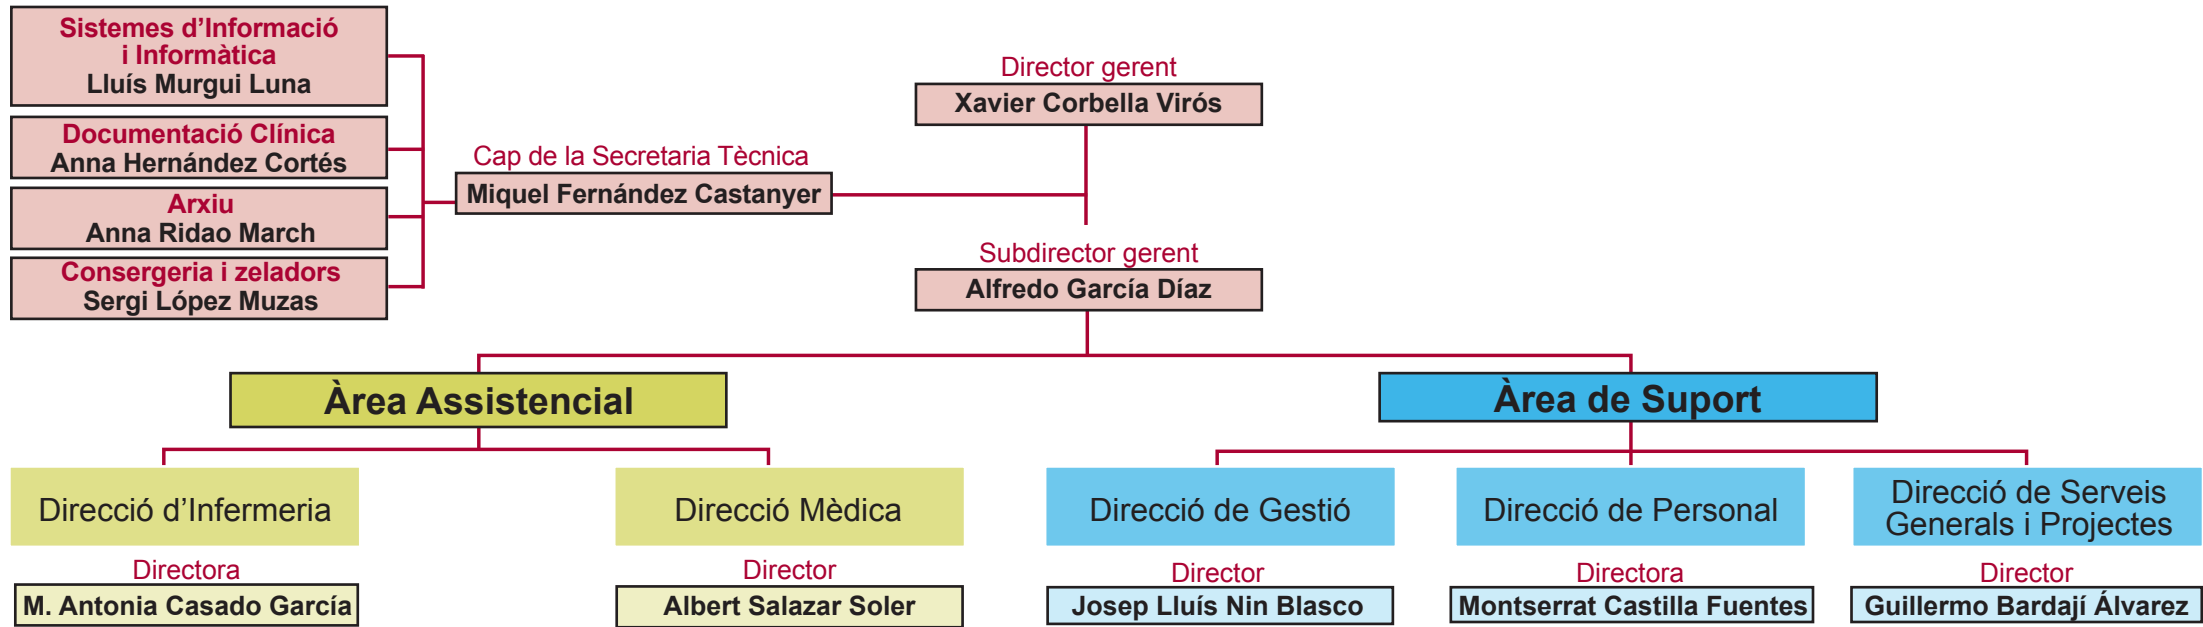 Sistemes d’Informació
i Informàtica
Lluís Murgui Luna
Documentació Clínica
Anna Hernández Cortés
Arxiu
Anna Ridao March
Consergeria i zeladors
Sergi López Muzas
Cap de la Secretaria Tècnica
Miquel Fernández Castanyer
Director gerent
Xavier Corbella Virós
Subdirector gerent
Alfredo García Díaz
Àrea Assistencial
Àrea de Suport
Direcció d’Infermeria
Directora
M. Antonia Casado García
Direcció Mèdica
Director
Albert Salazar Soler
Direcció de Gestió
Director
Josep Lluís Nin Blasco
Direcció de Personal
Directora
Montserrat Castilla Fuentes
Direcció de Serveis
Generals i Projectes
Director
Guillermo Bardají Álvarez